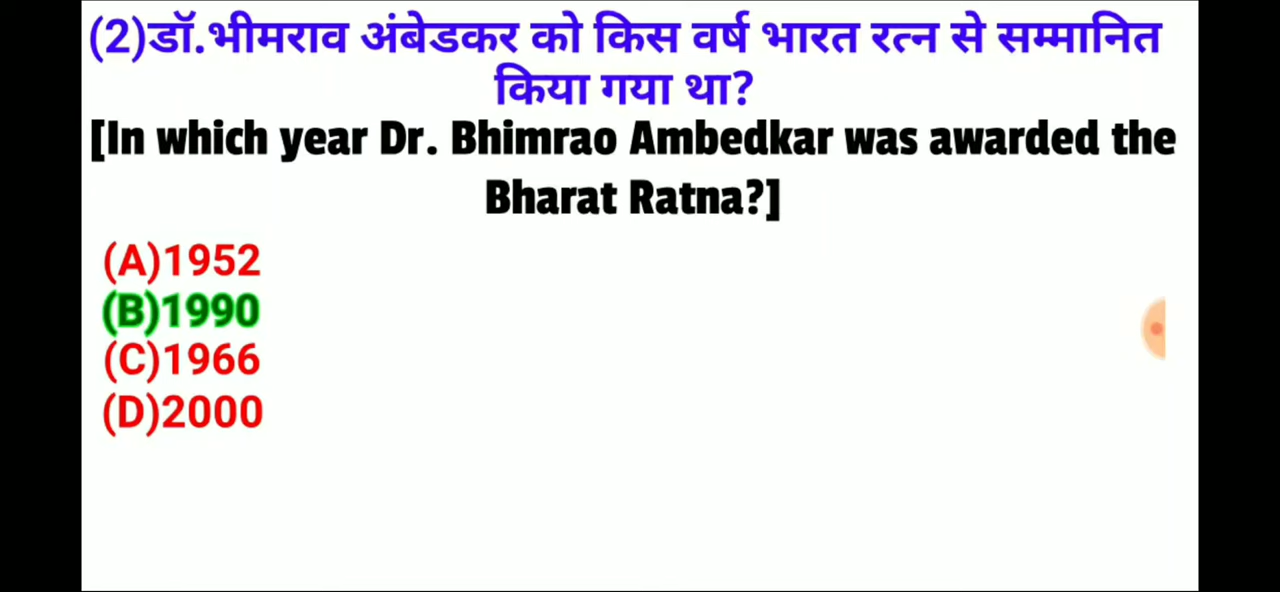 (2)डॉ.भीमराव अंबेडकर को किस वर्ष भारत रत्न से सम्मानित
किया गया था?
[In which year Dr. Bhimrao Ambedkar was awarded the
Bharat Ratna?]
(A)1952
(B)1990
(C)1966
(D)2000